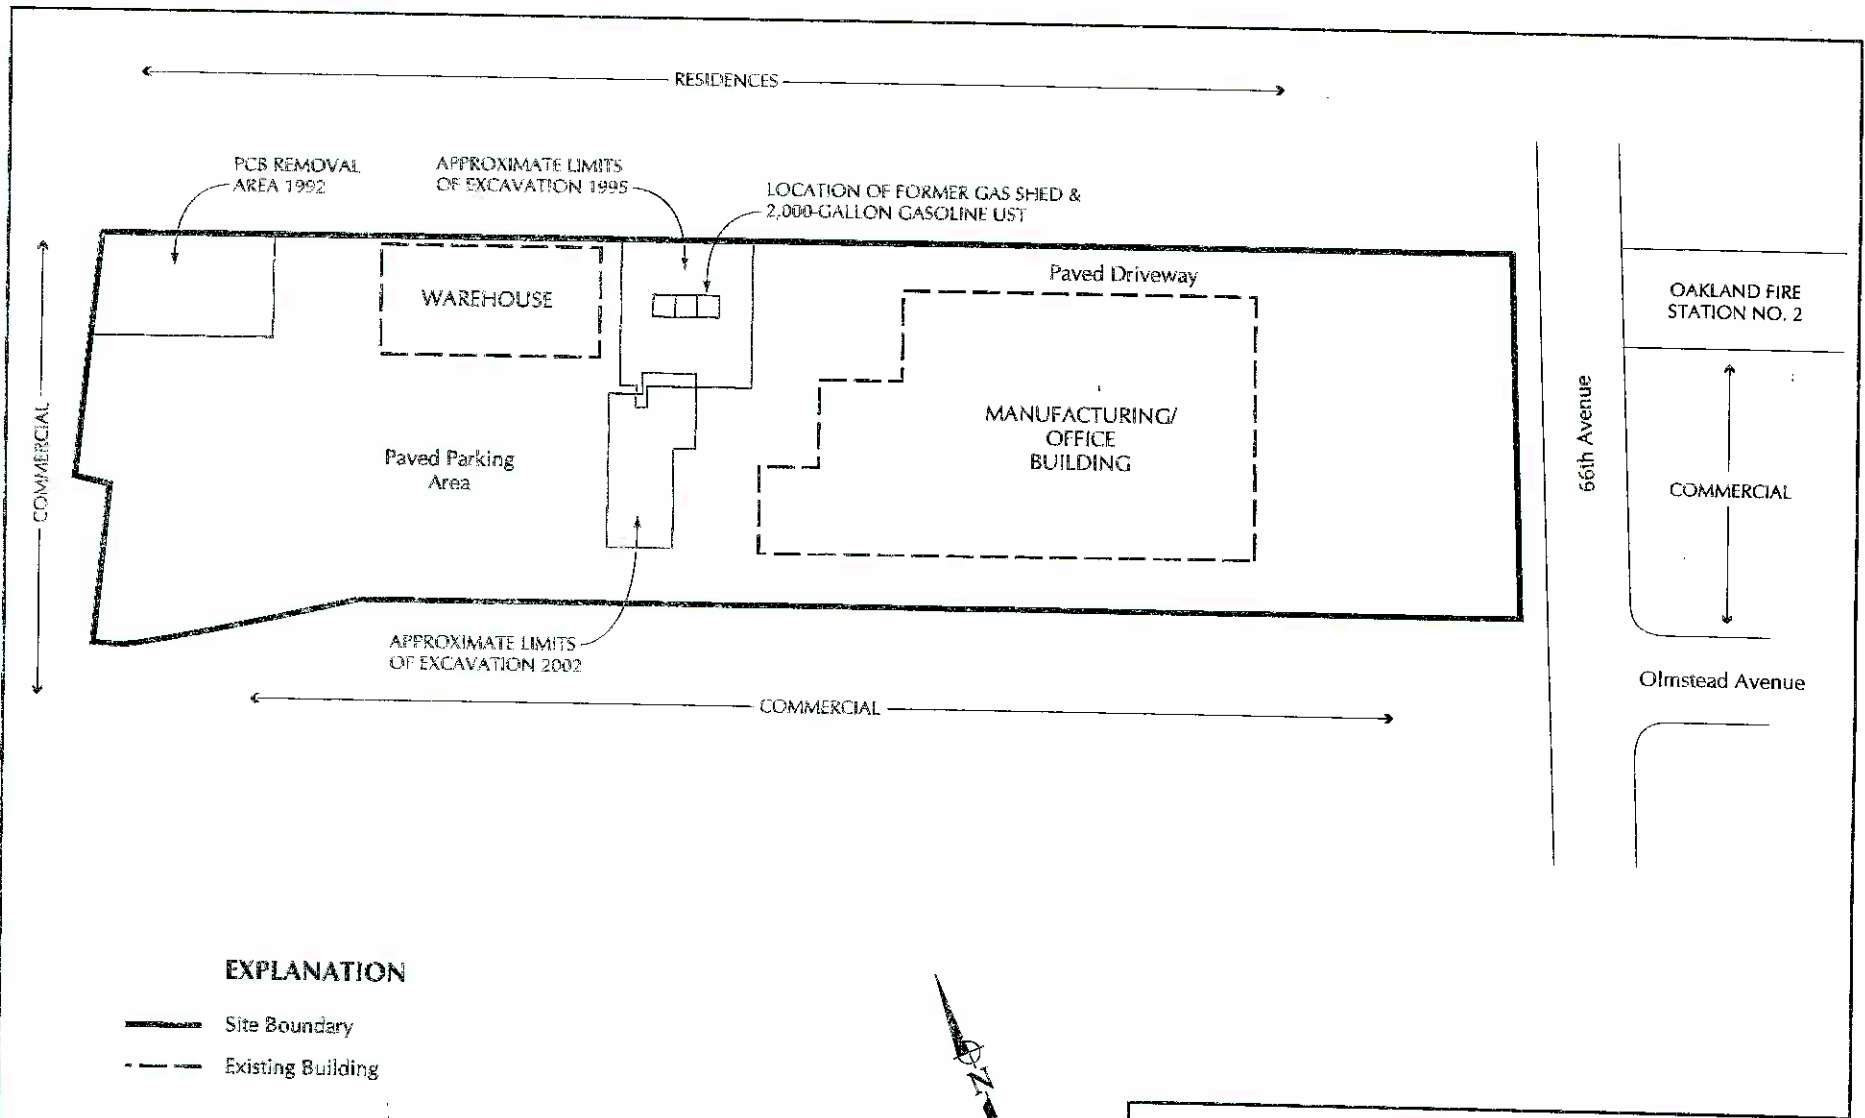 RESIDENCES
PCB REMOVAL
AREA 1992
APPROXIMATE LIMITS
OF EXCAVATION 1995
LOCATION OF FORMER GAS SHED &
2,000-GALLON GASOLINE UST
Paved Driveway
WAREHOUSE
OAKLAND FIRE
STATION NO. 2
COMMERCIAL
Paved Parking
Area
MANUFACTURING/
OFFICE
BUILDING
66th Avenue
COMMERCIAL
APPROXIMATE LIMITS
OF EXCAVATION 2002
COMMERCIAL
Olmstead Avenue
EXPLANATION
Site Boundary
Existing Building
N